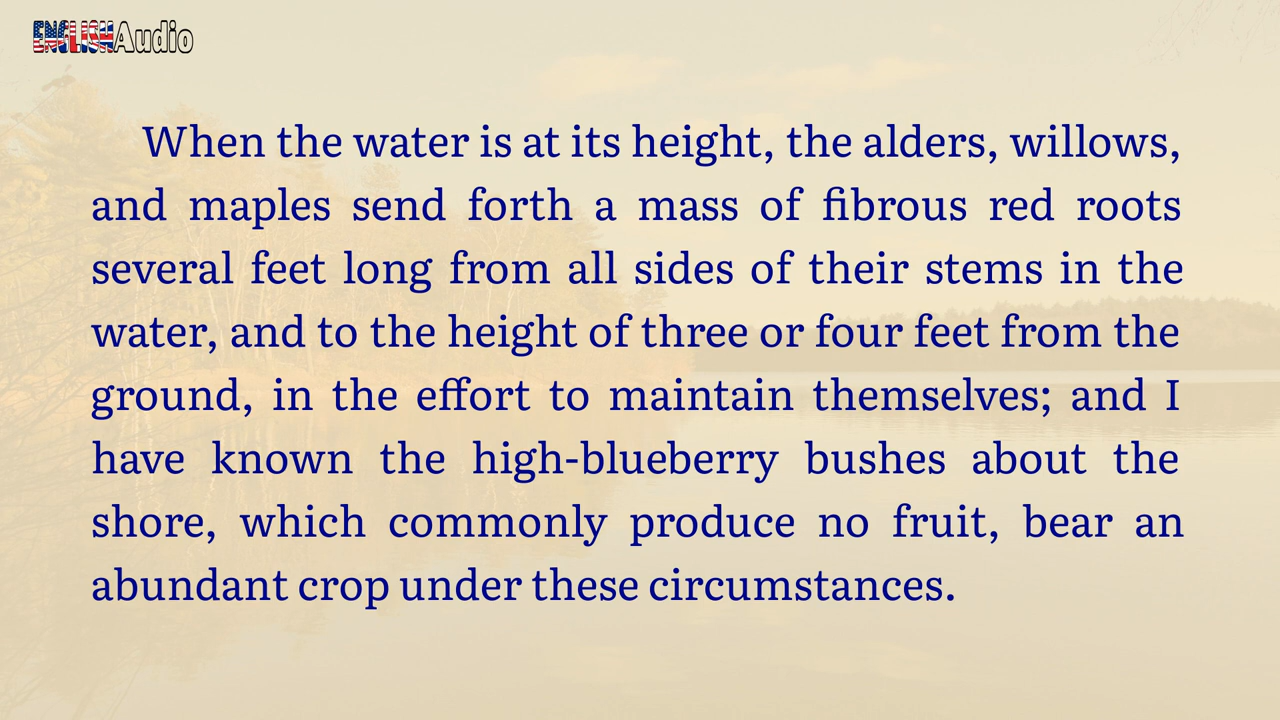 ENGLISHAudio
When the water is at its height, the alders, willows,
and maples send forth a mass of fibrous red roots
several feet long from all sides of their stems in the
water, and to the height of three or four feet from the
ground, in the effort to maintain themselves; and I
have known the high-blueberry bushes about the
shore, which commonly produce no fruit, bear an
abundant crop under these circumstances.